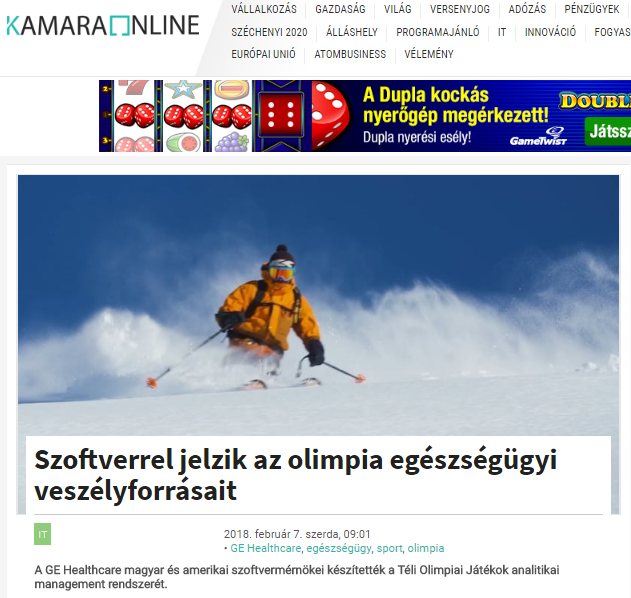 KAMARA ONLINE
VÁLLALKOZÁS GAZDASÁG VILÁG VERSENYJOG ADÓZÁS PÉNZÜGYEK
SZÉCHENYI 2020 ÁLLÁSHELY PROGRAMAJÁNLÓ IT INNOVÁCIÓ FOGYAS
EURÓPAI UNIÓ ATOMBUSINESS VÉLEMÉNY
A Dupla kockás
nyerőgép megérkezett!
Dupla nyerési esély!
GameTwist
DOUBL
Játssz
Szoftverrel jelzik az olimpia egészségügyi
veszélyforrásait
IT
2018. február 7. szerda, 09:01
• GE Healthcare, egészségügy, sport, olimpia
A GE Healthcare magyar és amerikai szoftvermérnökei készítették a Téli Olimpiai Játékok analitikai
management rendszerét.